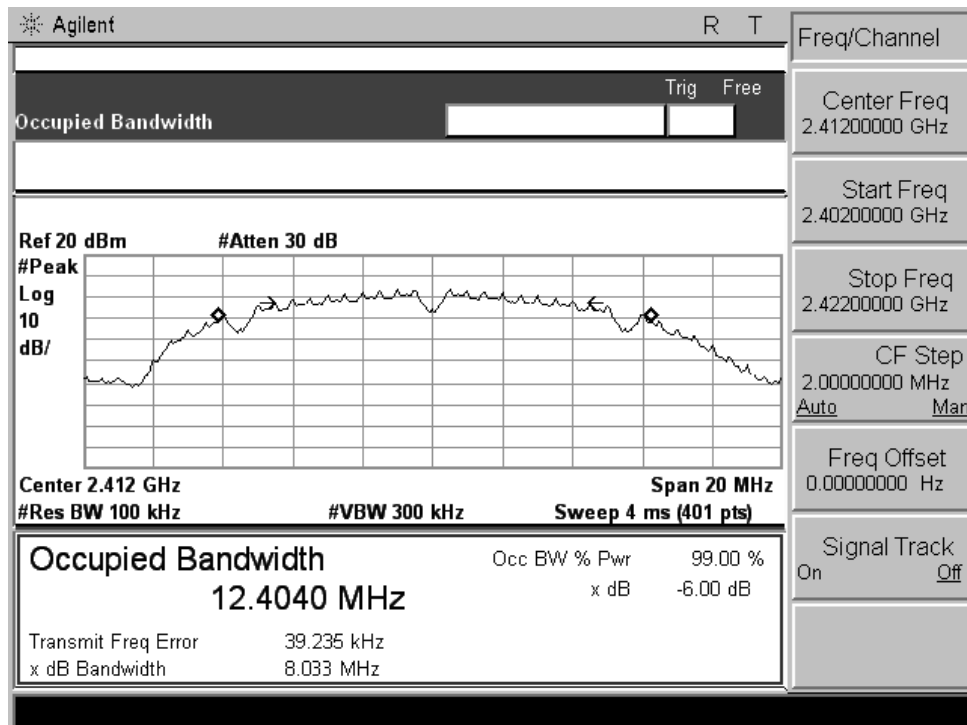 Agilent R T
Trig Free
Occupied Bandwidth
Ref 20 dBm #Atten 30 dB
#Peak
Log
10
dB/
Center 2.412 GHz Span 20 MHz
#Res BW 100 kHz #VBW 300 kHz Sweep 4 ms (401 pts)
Occupied Bandwidth
12.4040 MHz
Occ BW % Pwr 99.00 %
x dB -6.00 dB
Transmit Freq Error 39.235 kHz
x dB Bandwidth 8.033 MHz
Freq/Channel
Center Freq
2.41200000 GHz
Start Freq
2.40200000 GHz
Stop Freq
2.42200000 GHz
CF Step
2.00000000 MHz
Auto Man
Freq Offset
0.00000000 Hz
Signal Track
On Off